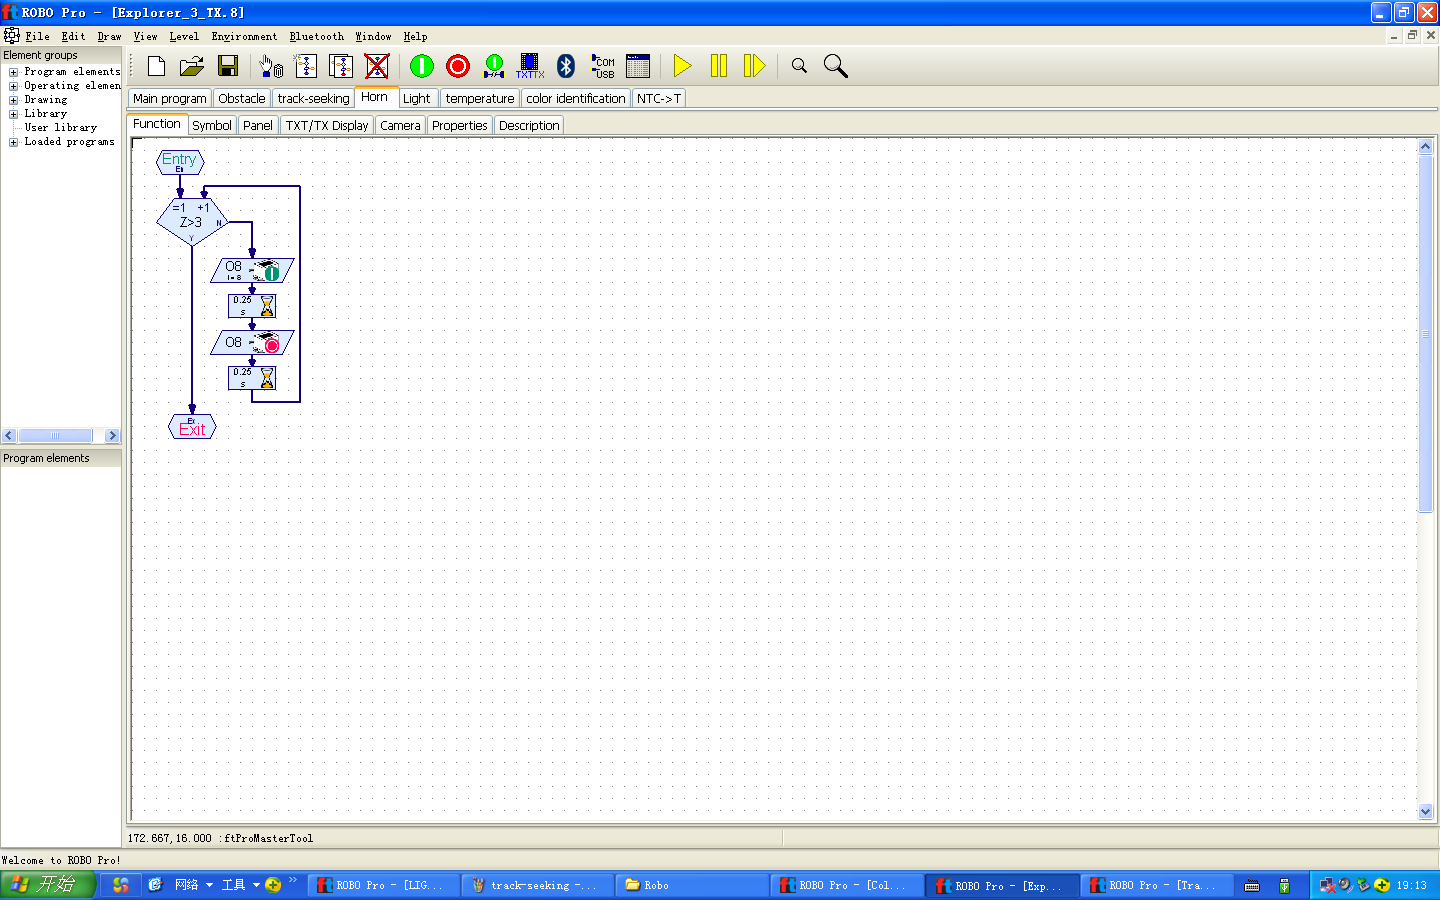 ROBO Pro - [Explorer_3_TX.8]
File Edit Draw View Level Environment Bluetooth Window Help
Element groups
Program elements
Operating elemen
Drawing
Library
User library
Loaded programs
TXT TX
COM
USB
Main program Obstacle track-seeking Horn Light temperature color identification NTC->T
Function Symbol Panel TXT/TX Display Camera Properties Description
Entry
=1 +1
Z>3
N
Y
O8
I= 8
0.25
s
O8
0.25
s
Exit
Program elements
172.667,16.000 :ftProMasterTool
Welcome to ROBO Pro!
开始 网络 工具 ROBO Pro - [LIG... track-seeking -... Robo ROBO Pro - [Col... ROBO Pro - [Exp... ROBO Pro - [Tra... 19:13